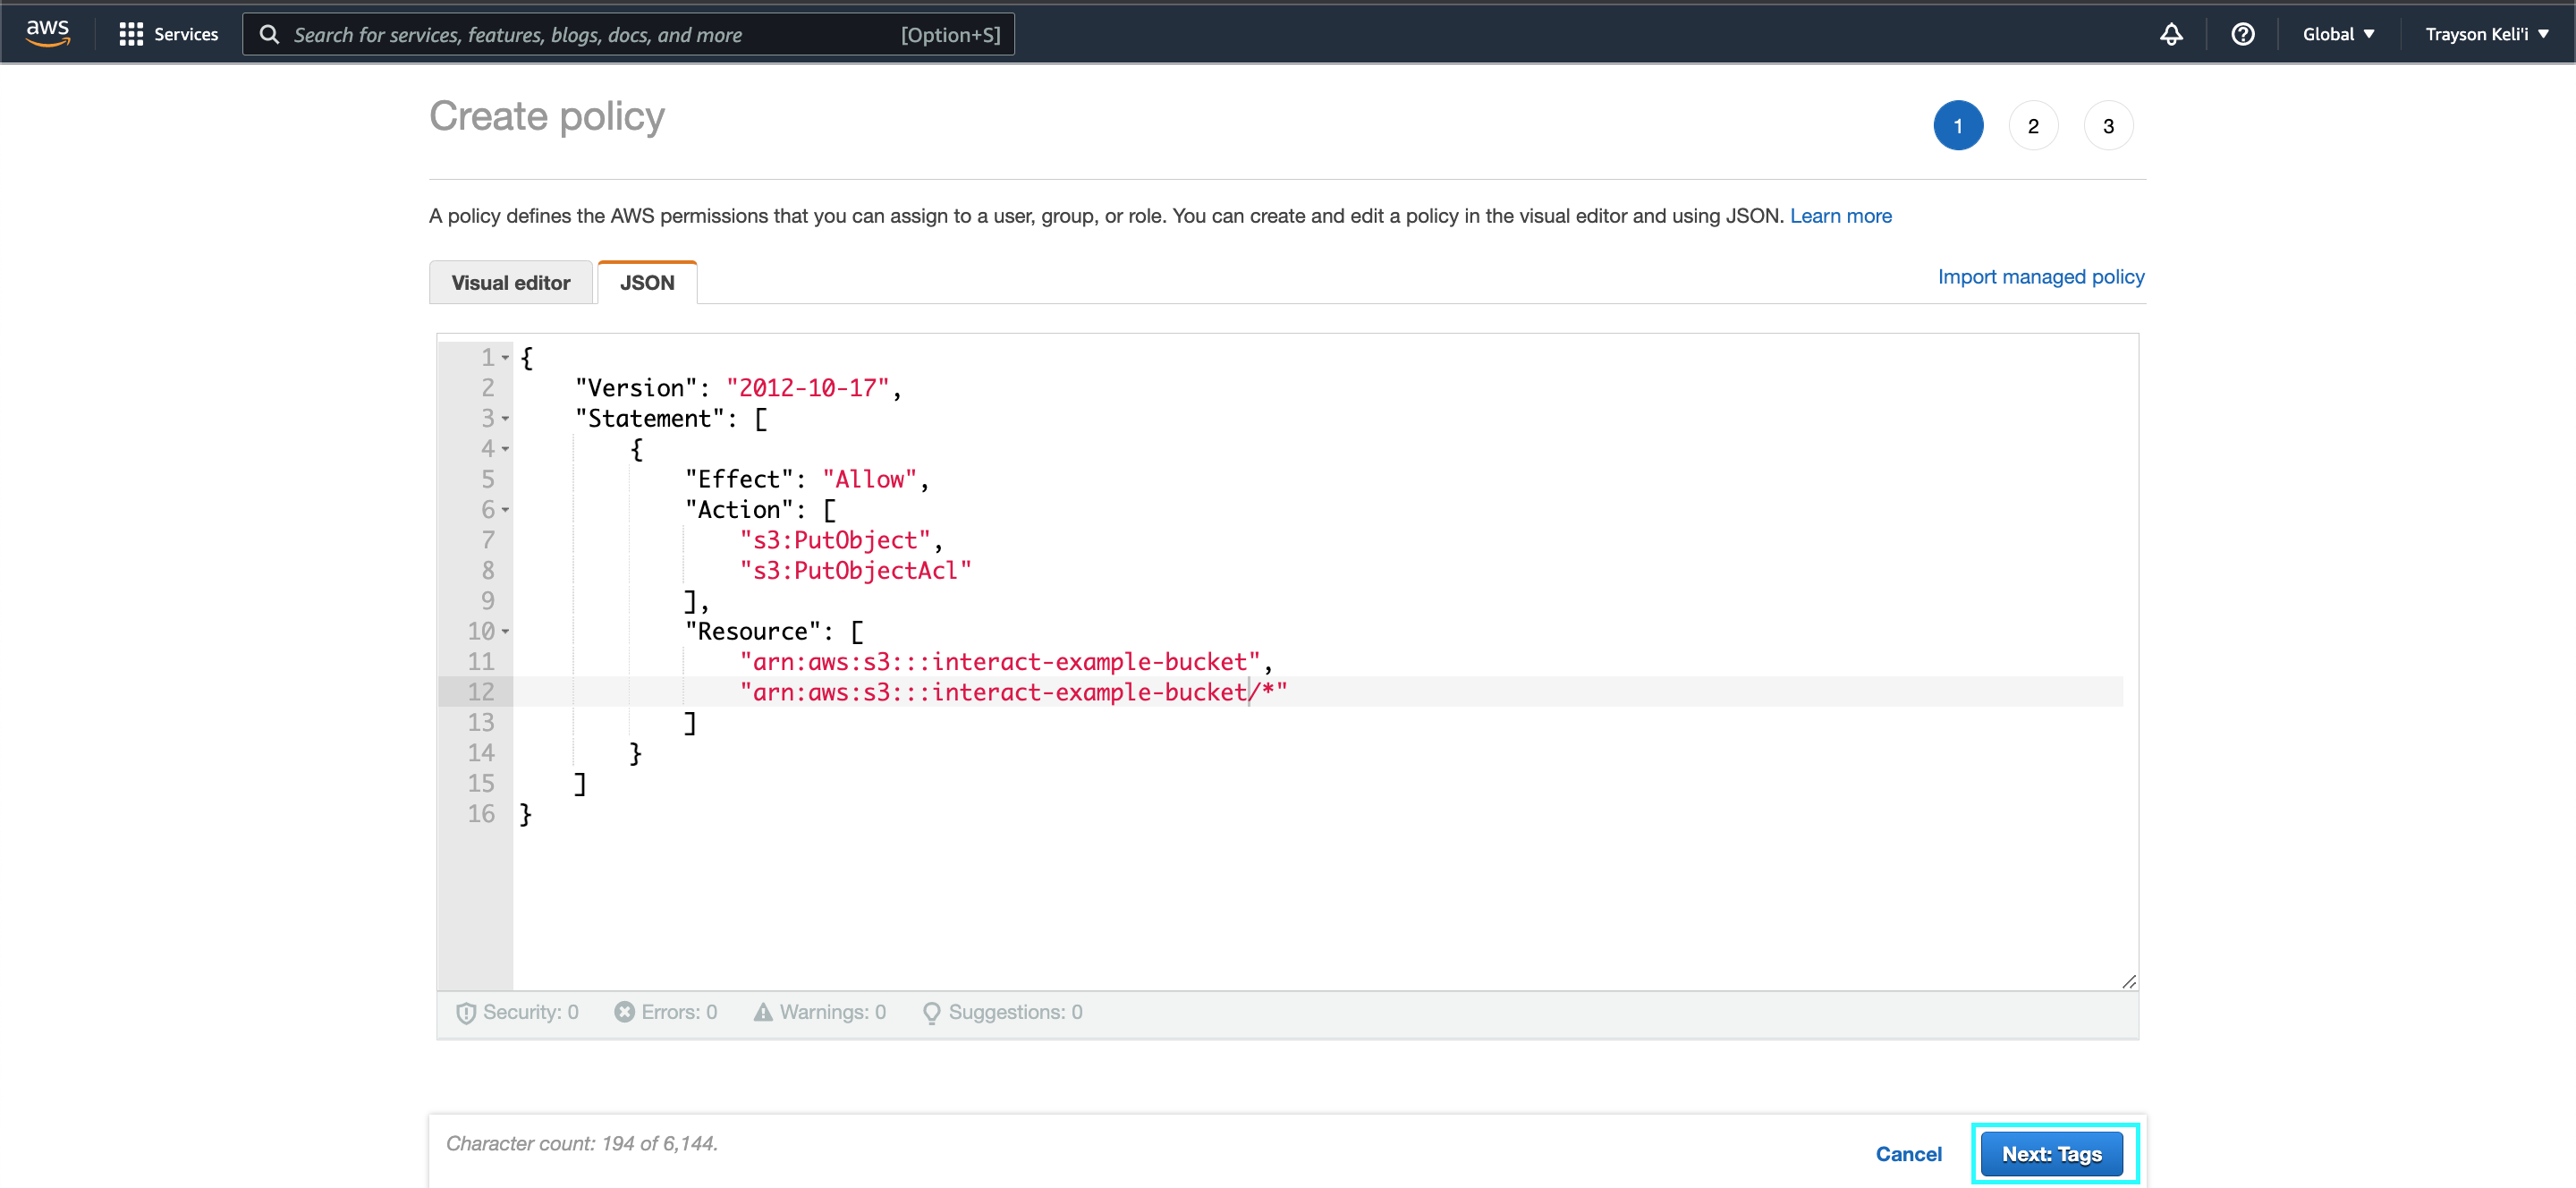 aws Services Search for services, features, blogs, docs, and more [Option+S] Global Trayson Keli'i
Create policy 1 2 3
A policy defines the AWS permissions that you can assign to a user, group, or role. You can create and edit a policy in the visual editor and using JSON. Learn more
Visual editor JSON Import managed policy
1 {
2     "Version": "2012-10-17",
3     "Statement": [
4         {
5             "Effect": "Allow",
6             "Action": [
7                 "s3:PutObject",
8                 "s3:PutObjectAcl"
9             ],
10             "Resource": [
11                 "arn:aws:s3:::interact-example-bucket",
12                 "arn:aws:s3:::interact-example-bucket/*"
13             ]
14         }
15     ]
16 }
Security: 0 Errors: 0 Warnings: 0 Suggestions: 0
Character count: 194 of 6,144. Cancel Next: Tags